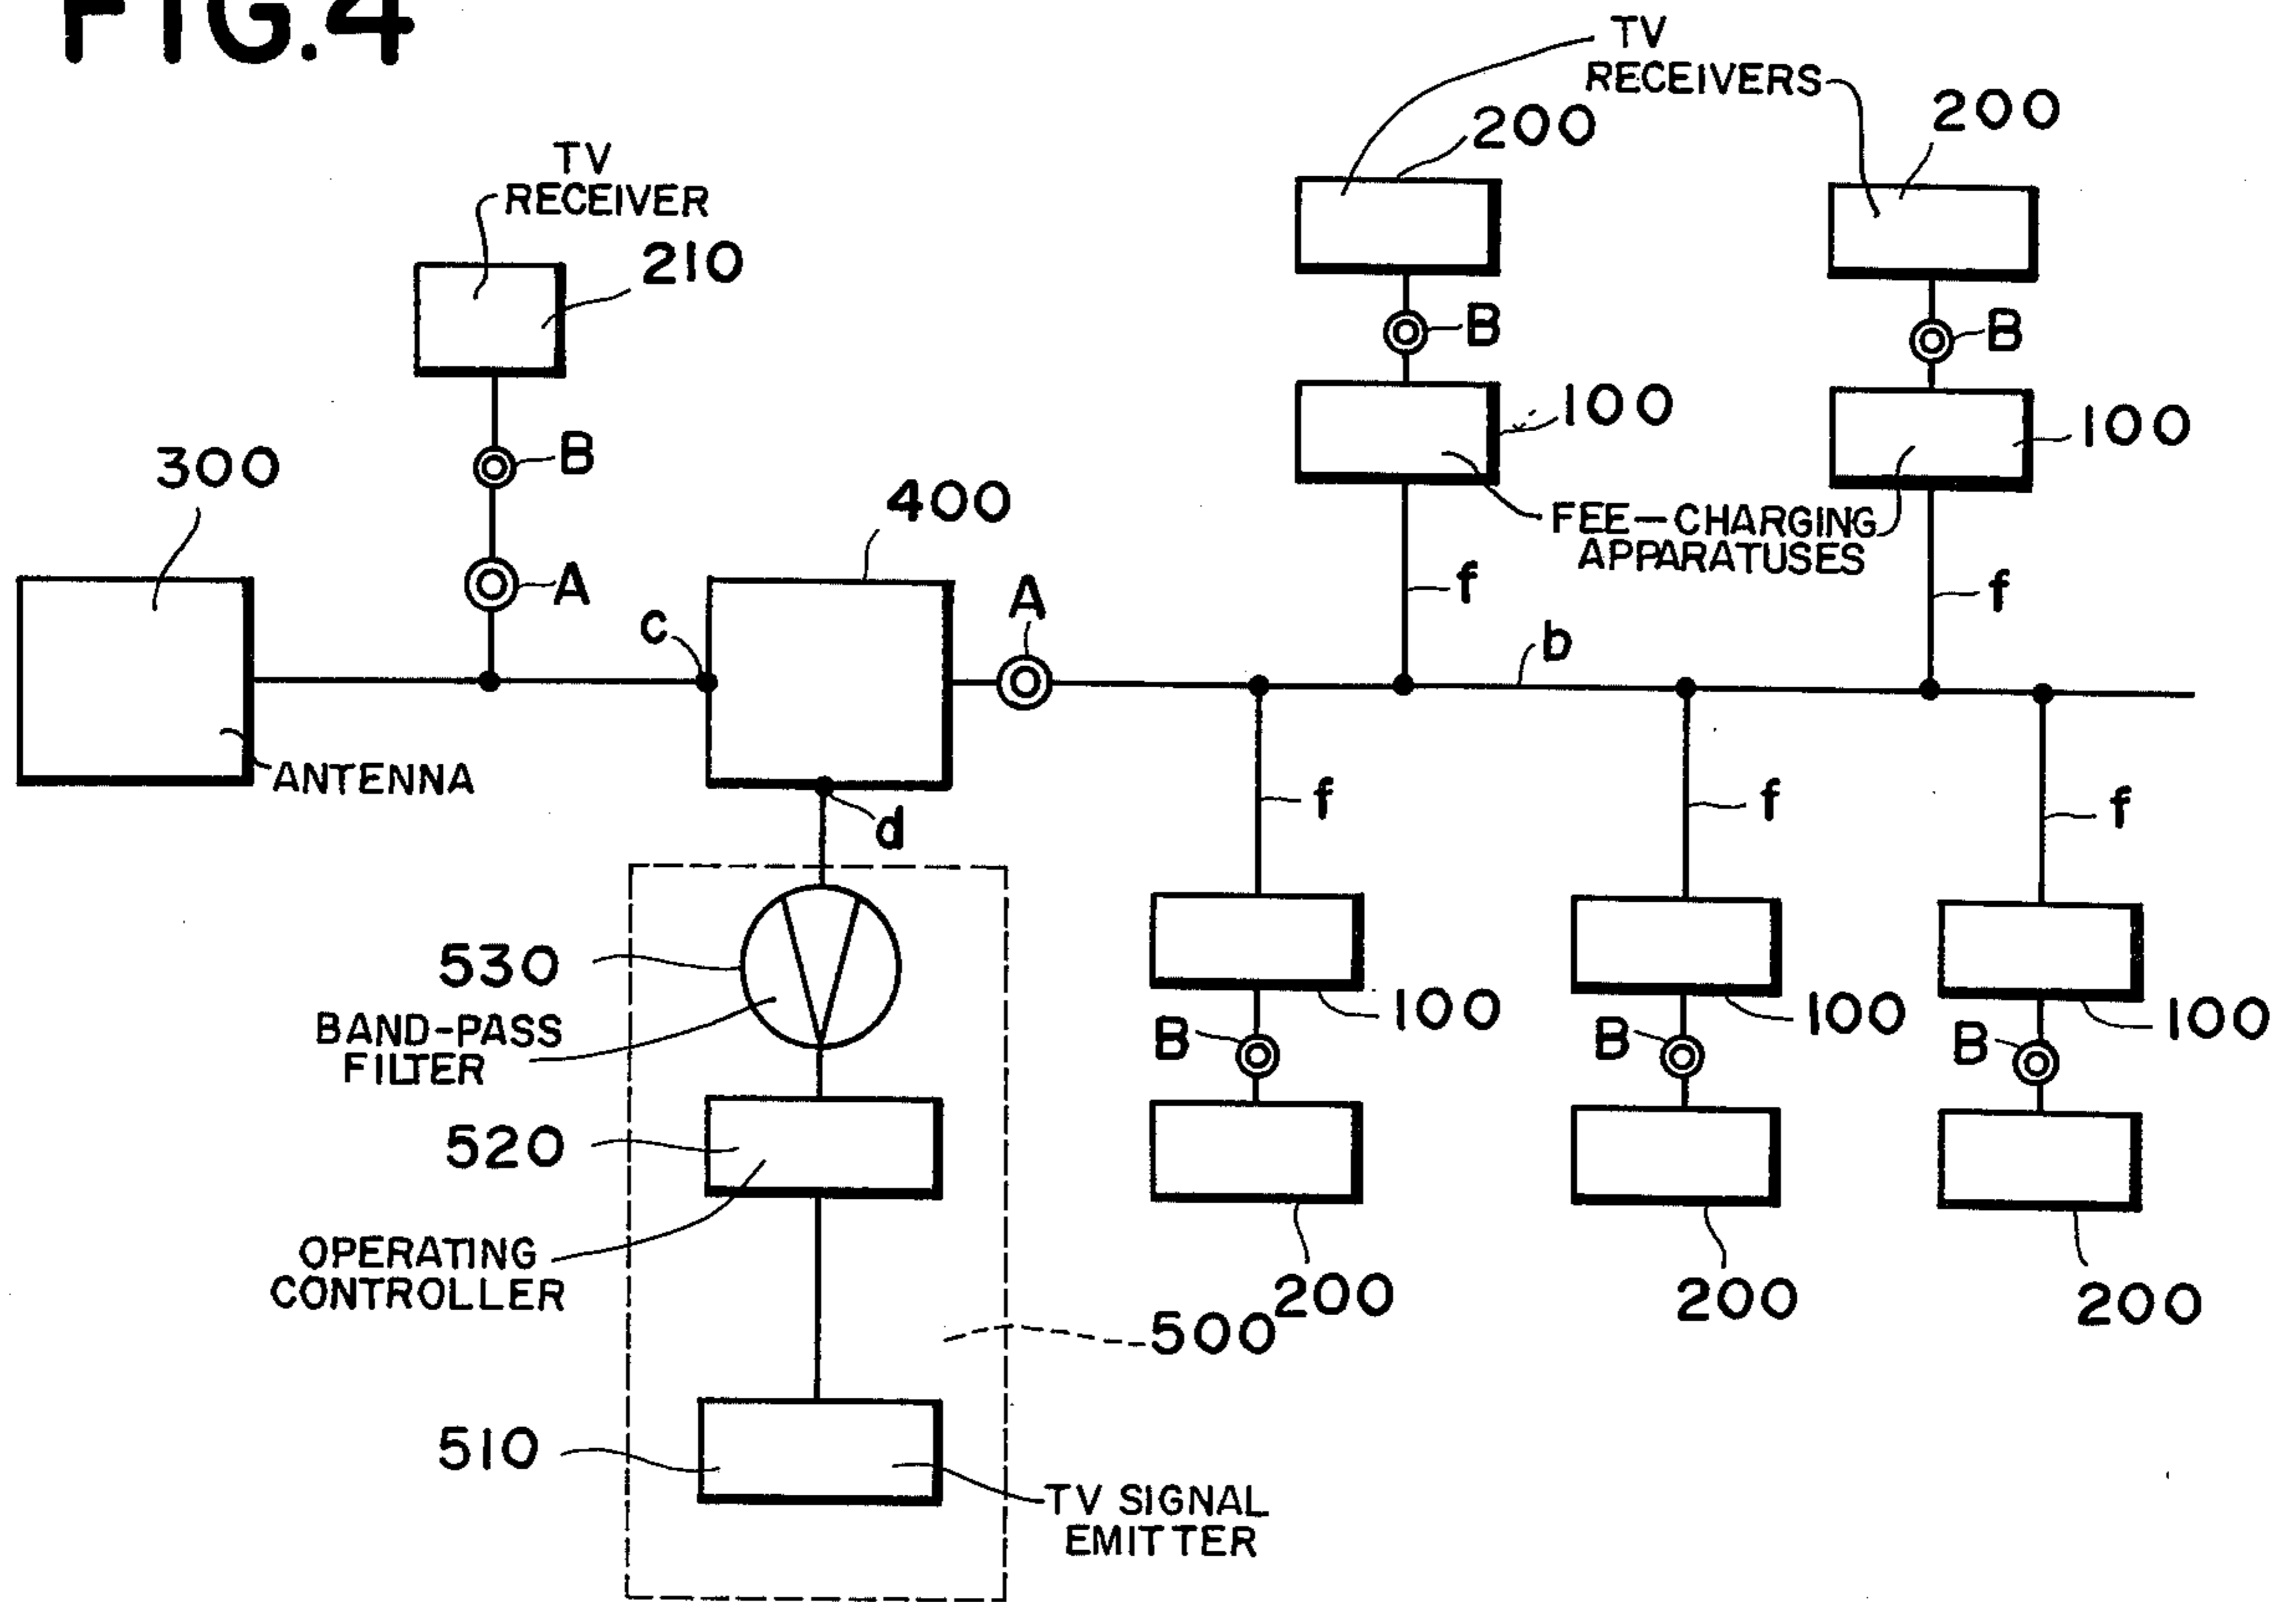 FIG.4
TV
RECEIVERS
200
200
TV
RECEIVER
210
B
B
B
100
100
300
400
FEE-CHARGING
APPARATUSES
A
A
c
f
f
b
ANTENNA
d
f
f
f
530
BAND-PASS
FILTER
100
100
100
B
B
B
520
OPERATING
CONTROLLER
200
200
200
500
510
TV SIGNAL
EMITTER